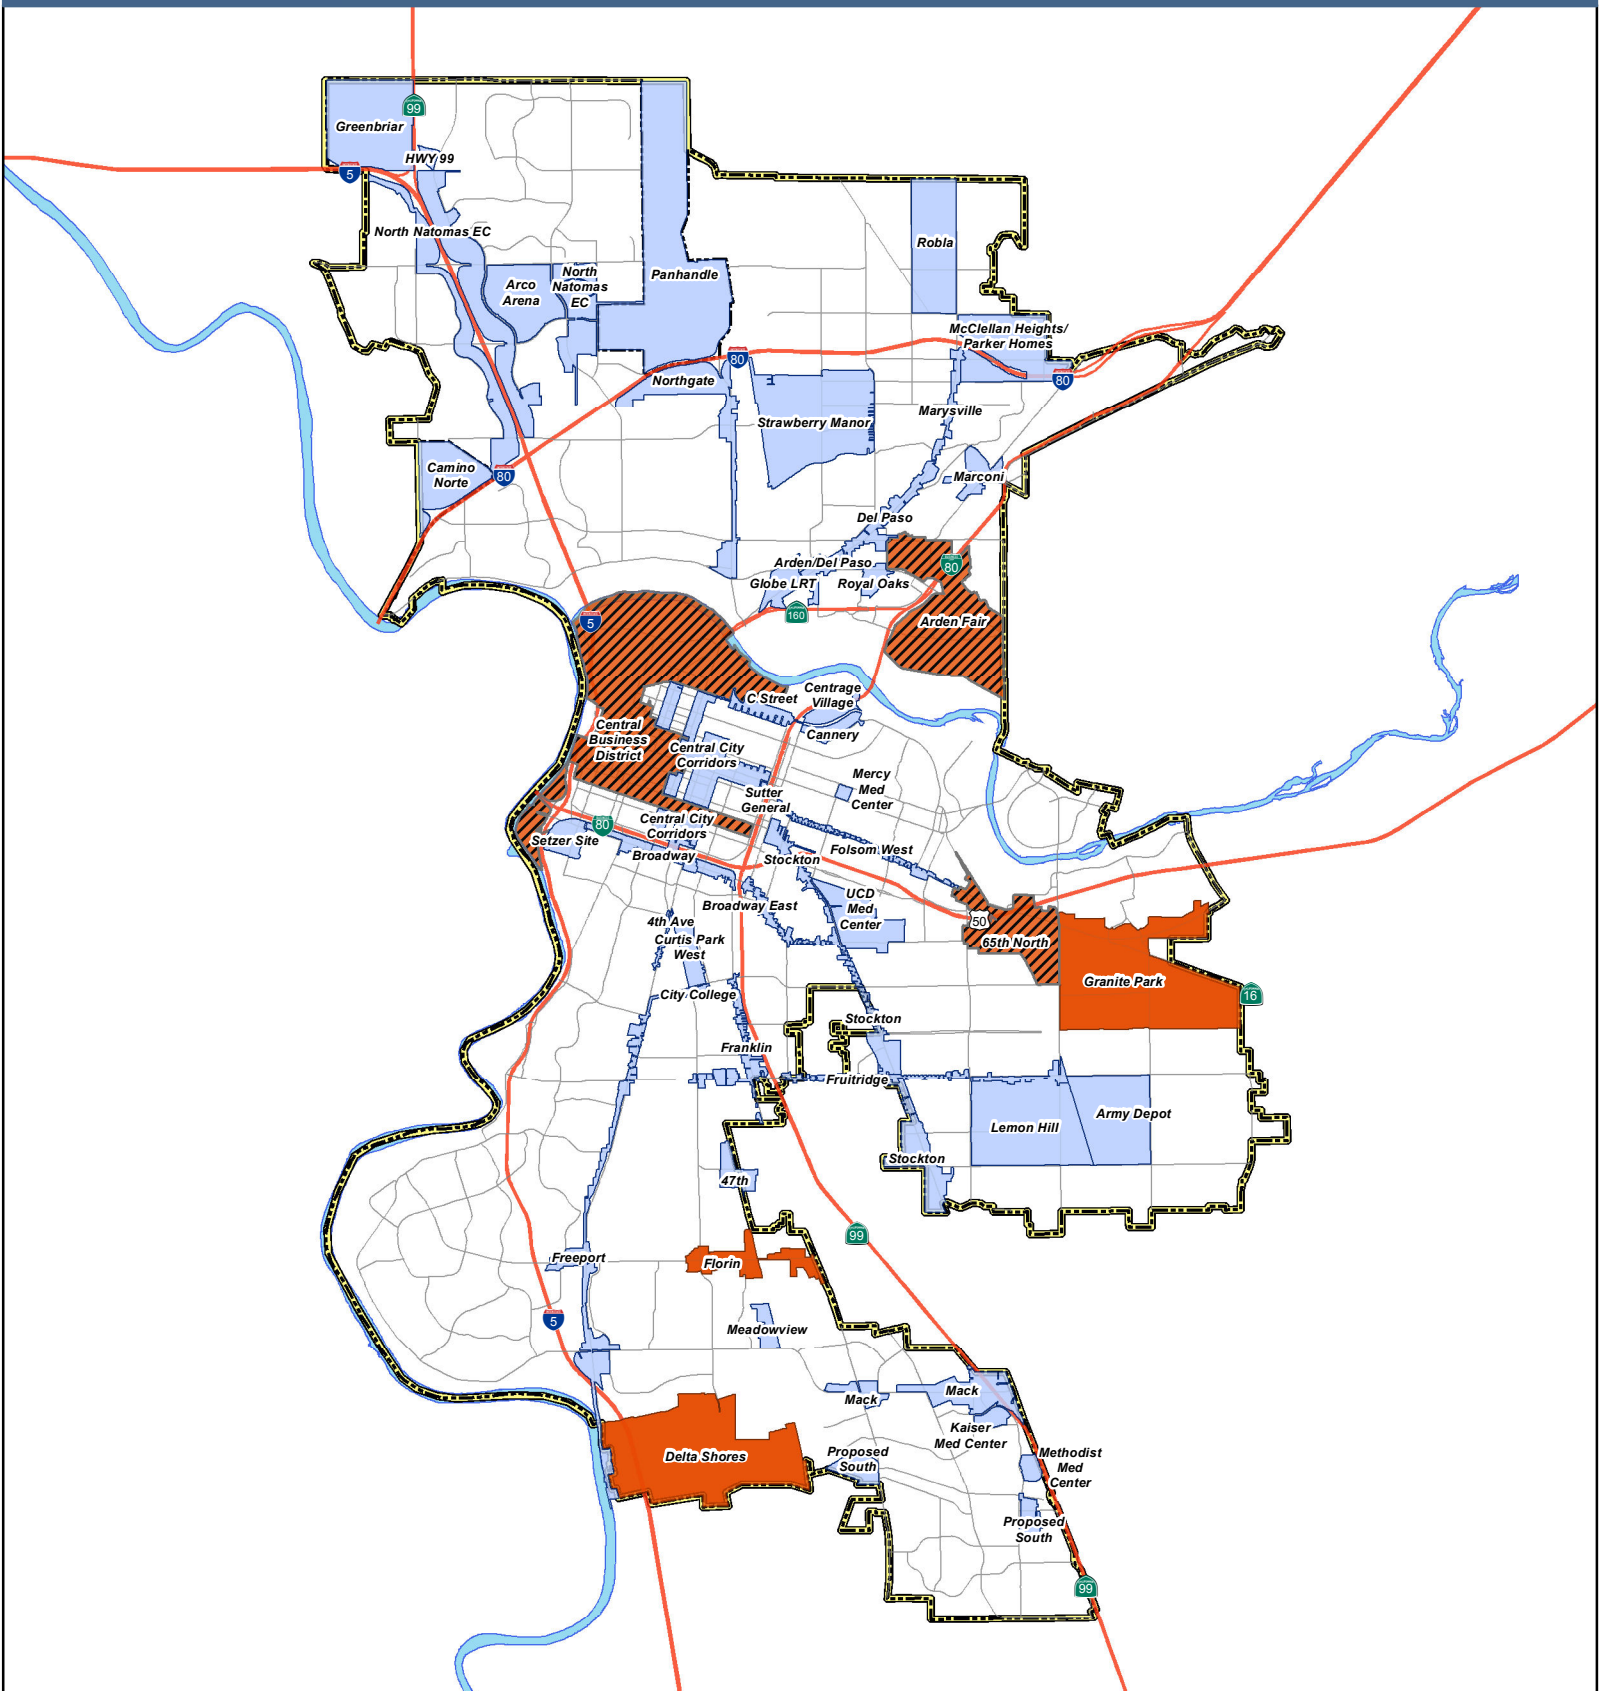 99
Greenbriar
HWY 99
5
North Natomas EC
Robla
North
Natomas
EC
Arco
Arena
Panhandle
McClellan Heights/
Parker Homes
80
80
Northgate
Marysville
Strawberry Manor
Camino
Norte
80
Marconi
Del Paso
Arden/Del Paso
80
Globe LRT
Royal Oaks
160
5
Arden Fair
Centrage
Village
C Street
Central
Business
District
Cannery
Central City
Corridors
Mercy
Med
Center
Sutter
General
Central City
Corridors
80
Setzer Site
Folsom West
Broadway
Stockton
UCD
Med
Center
Broadway East
4th Ave
50
Curtis Park
West
65th North
Granite Park
City College
16
Stockton
Franklin
Fruitridge
Army Depot
Lemon Hill
Stockton
47th
99
Freeport
Florin
5
Meadowview
Mack
Mack
Kaiser
Med Center
Delta Shores
Proposed
South
Methodist
Med
Center
Proposed
South
99